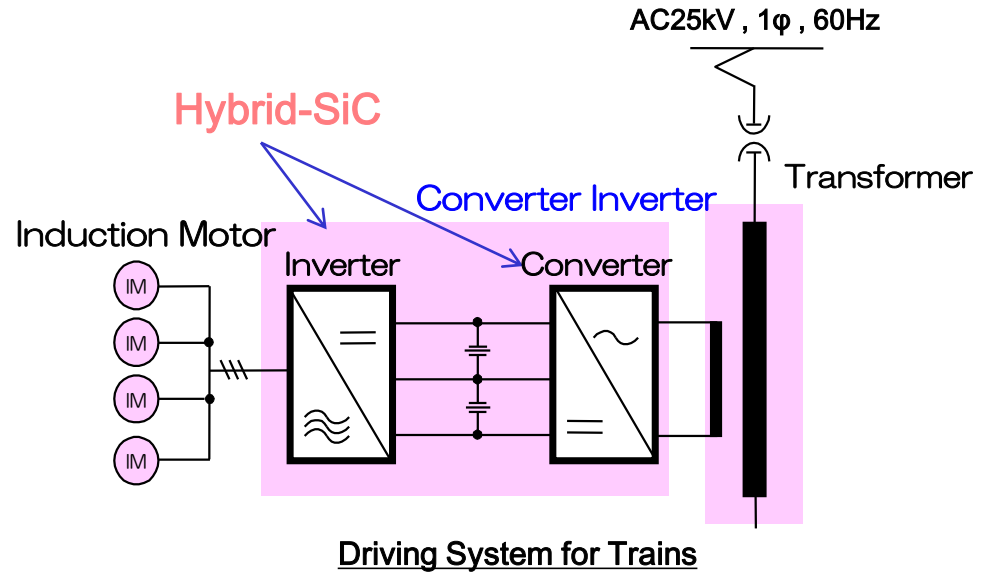 AC25kV , 1φ , 60Hz
Hybrid-SiC
Transformer
Converter Inverter
Induction Motor
Inverter
Converter
IM
IM
IM
IM
Driving System for Trains